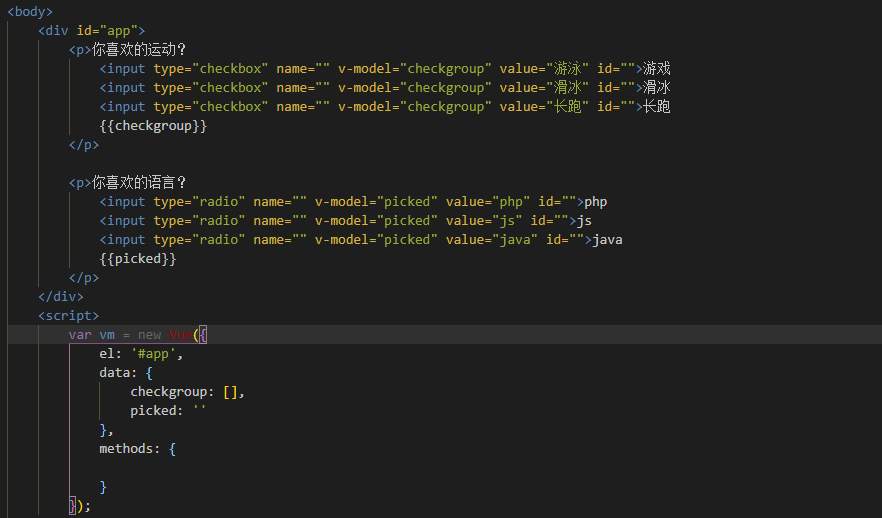 <body>
<div id="app">
<p>你喜欢的运动？
<input type="checkbox" name="" v-model="checkgroup" value="游泳" id="">游戏
<input type="checkbox" name="" v-model="checkgroup" value="滑冰" id="">滑冰
<input type="checkbox" name="" v-model="checkgroup" value="长跑" id="">长跑
{{checkgroup}}
</p>
<p>你喜欢的语言？
<input type="radio" name="" v-model="picked" value="php" id="">php
<input type="radio" name="" v-model="picked" value="js" id="">js
<input type="radio" name="" v-model="picked" value="java" id="">java
{{picked}}
</p>
</div>
<script>
var vm = new Vue({
el: '#app',
data: {
checkgroup: [],
picked: ''
},
methods: {
}
});